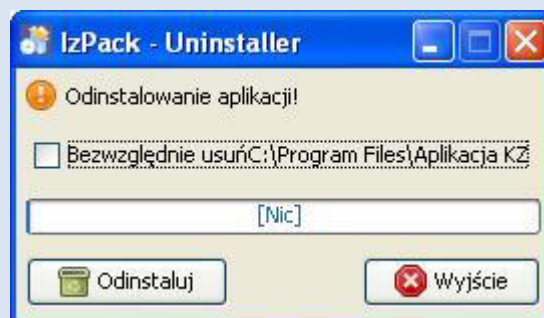 IzPack - Uninstaller
Odinstalowanie aplikacji!
Bezwzględnie usuńC:\Program Files\Aplikacja KZ
[Nic]
Odinstaluj
Wyjście